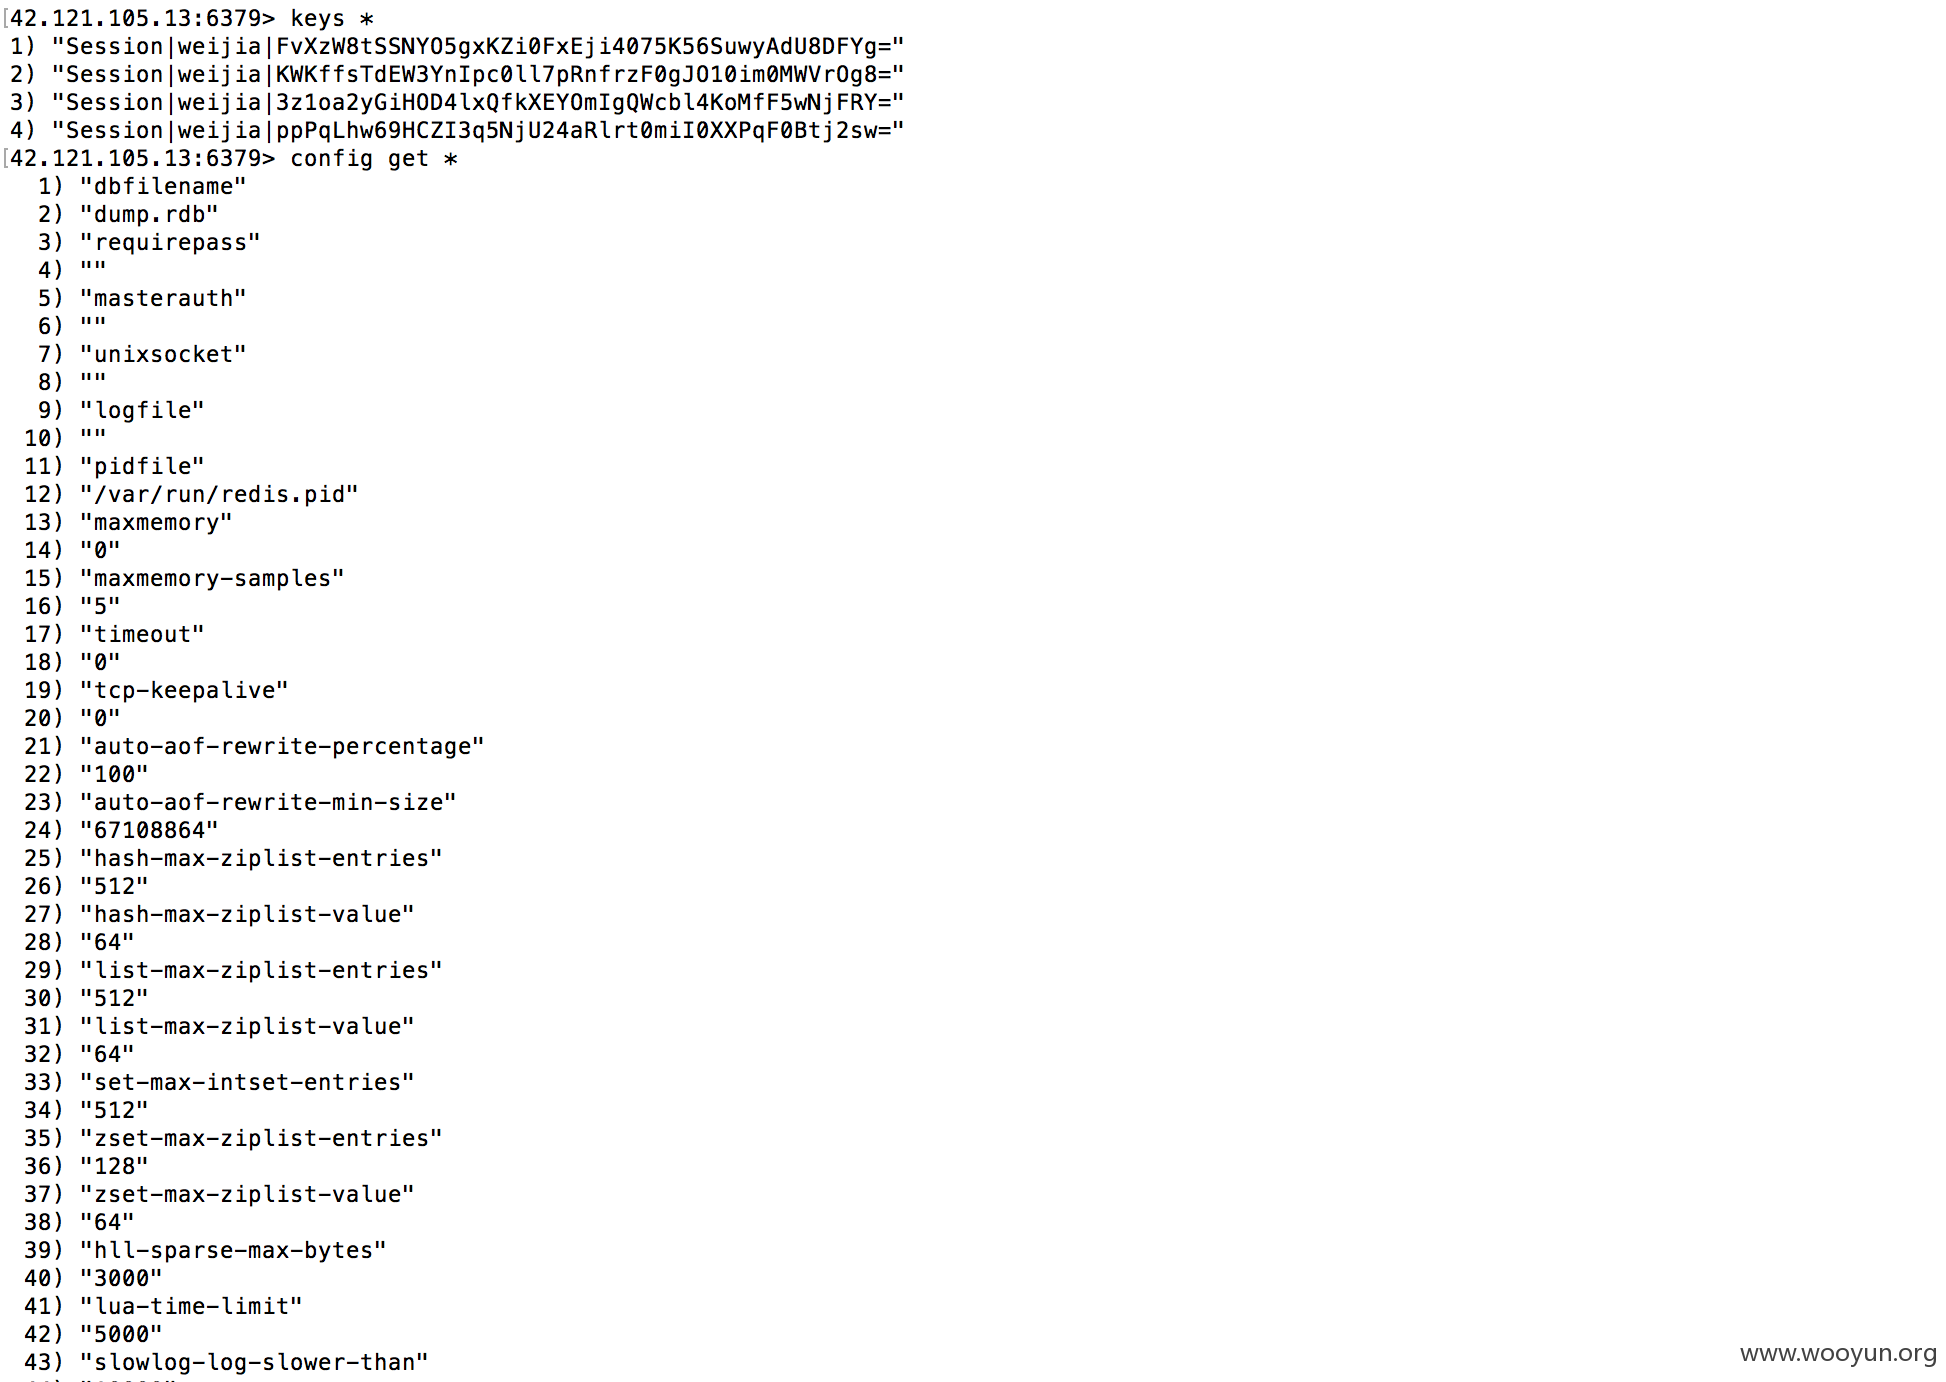 [42.121.105.13:6379> keys *
1) "Session|weijia|FvXzW8tSSNYO5gxKZi0FxEji4075K56SuwyAdU8DFYg="
2) "Session|weijia|KWKffsTdEW3YnIpc0ll7pRnfrzF0gJO10im0MWVrOg8="
3) "Session|weijia|3z1oa2yGiHOD4lxQfkXEYOmIgQWcbl4KoMfF5wNjFRY="
4) "Session|weijia|ppPqLhw69HCZI3q5NjU24aRlrt0miI0XXPqF0Btj2sw="
[42.121.105.13:6379> config get *
1) "dbfilename"
2) "dump.rdb"
3) "requirepass"
4) ""
5) "masterauth"
6) ""
7) "unixsocket"
8) ""
9) "logfile"
10) ""
11) "pidfile"
12) "/var/run/redis.pid"
13) "maxmemory"
14) "0"
15) "maxmemory-samples"
16) "5"
17) "timeout"
18) "0"
19) "tcp-keepalive"
20) "0"
21) "auto-aof-rewrite-percentage"
22) "100"
23) "auto-aof-rewrite-min-size"
24) "67108864"
25) "hash-max-ziplist-entries"
26) "512"
27) "hash-max-ziplist-value"
28) "64"
29) "list-max-ziplist-entries"
30) "512"
31) "list-max-ziplist-value"
32) "64"
33) "set-max-intset-entries"
34) "512"
35) "zset-max-ziplist-entries"
36) "128"
37) "zset-max-ziplist-value"
38) "64"
39) "hll-sparse-max-bytes"
40) "3000"
41) "lua-time-limit"
42) "5000"
43) "slowlog-log-slower-than"
www.wooyun.org